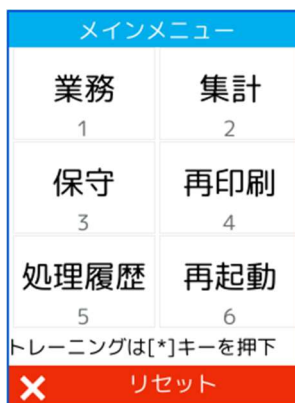 メインメニュー
業務 集計
1 2
保守 再印刷
3 4
処理履歴 再起動
5 6
トレーニングは[*]キーを押下
× リセット